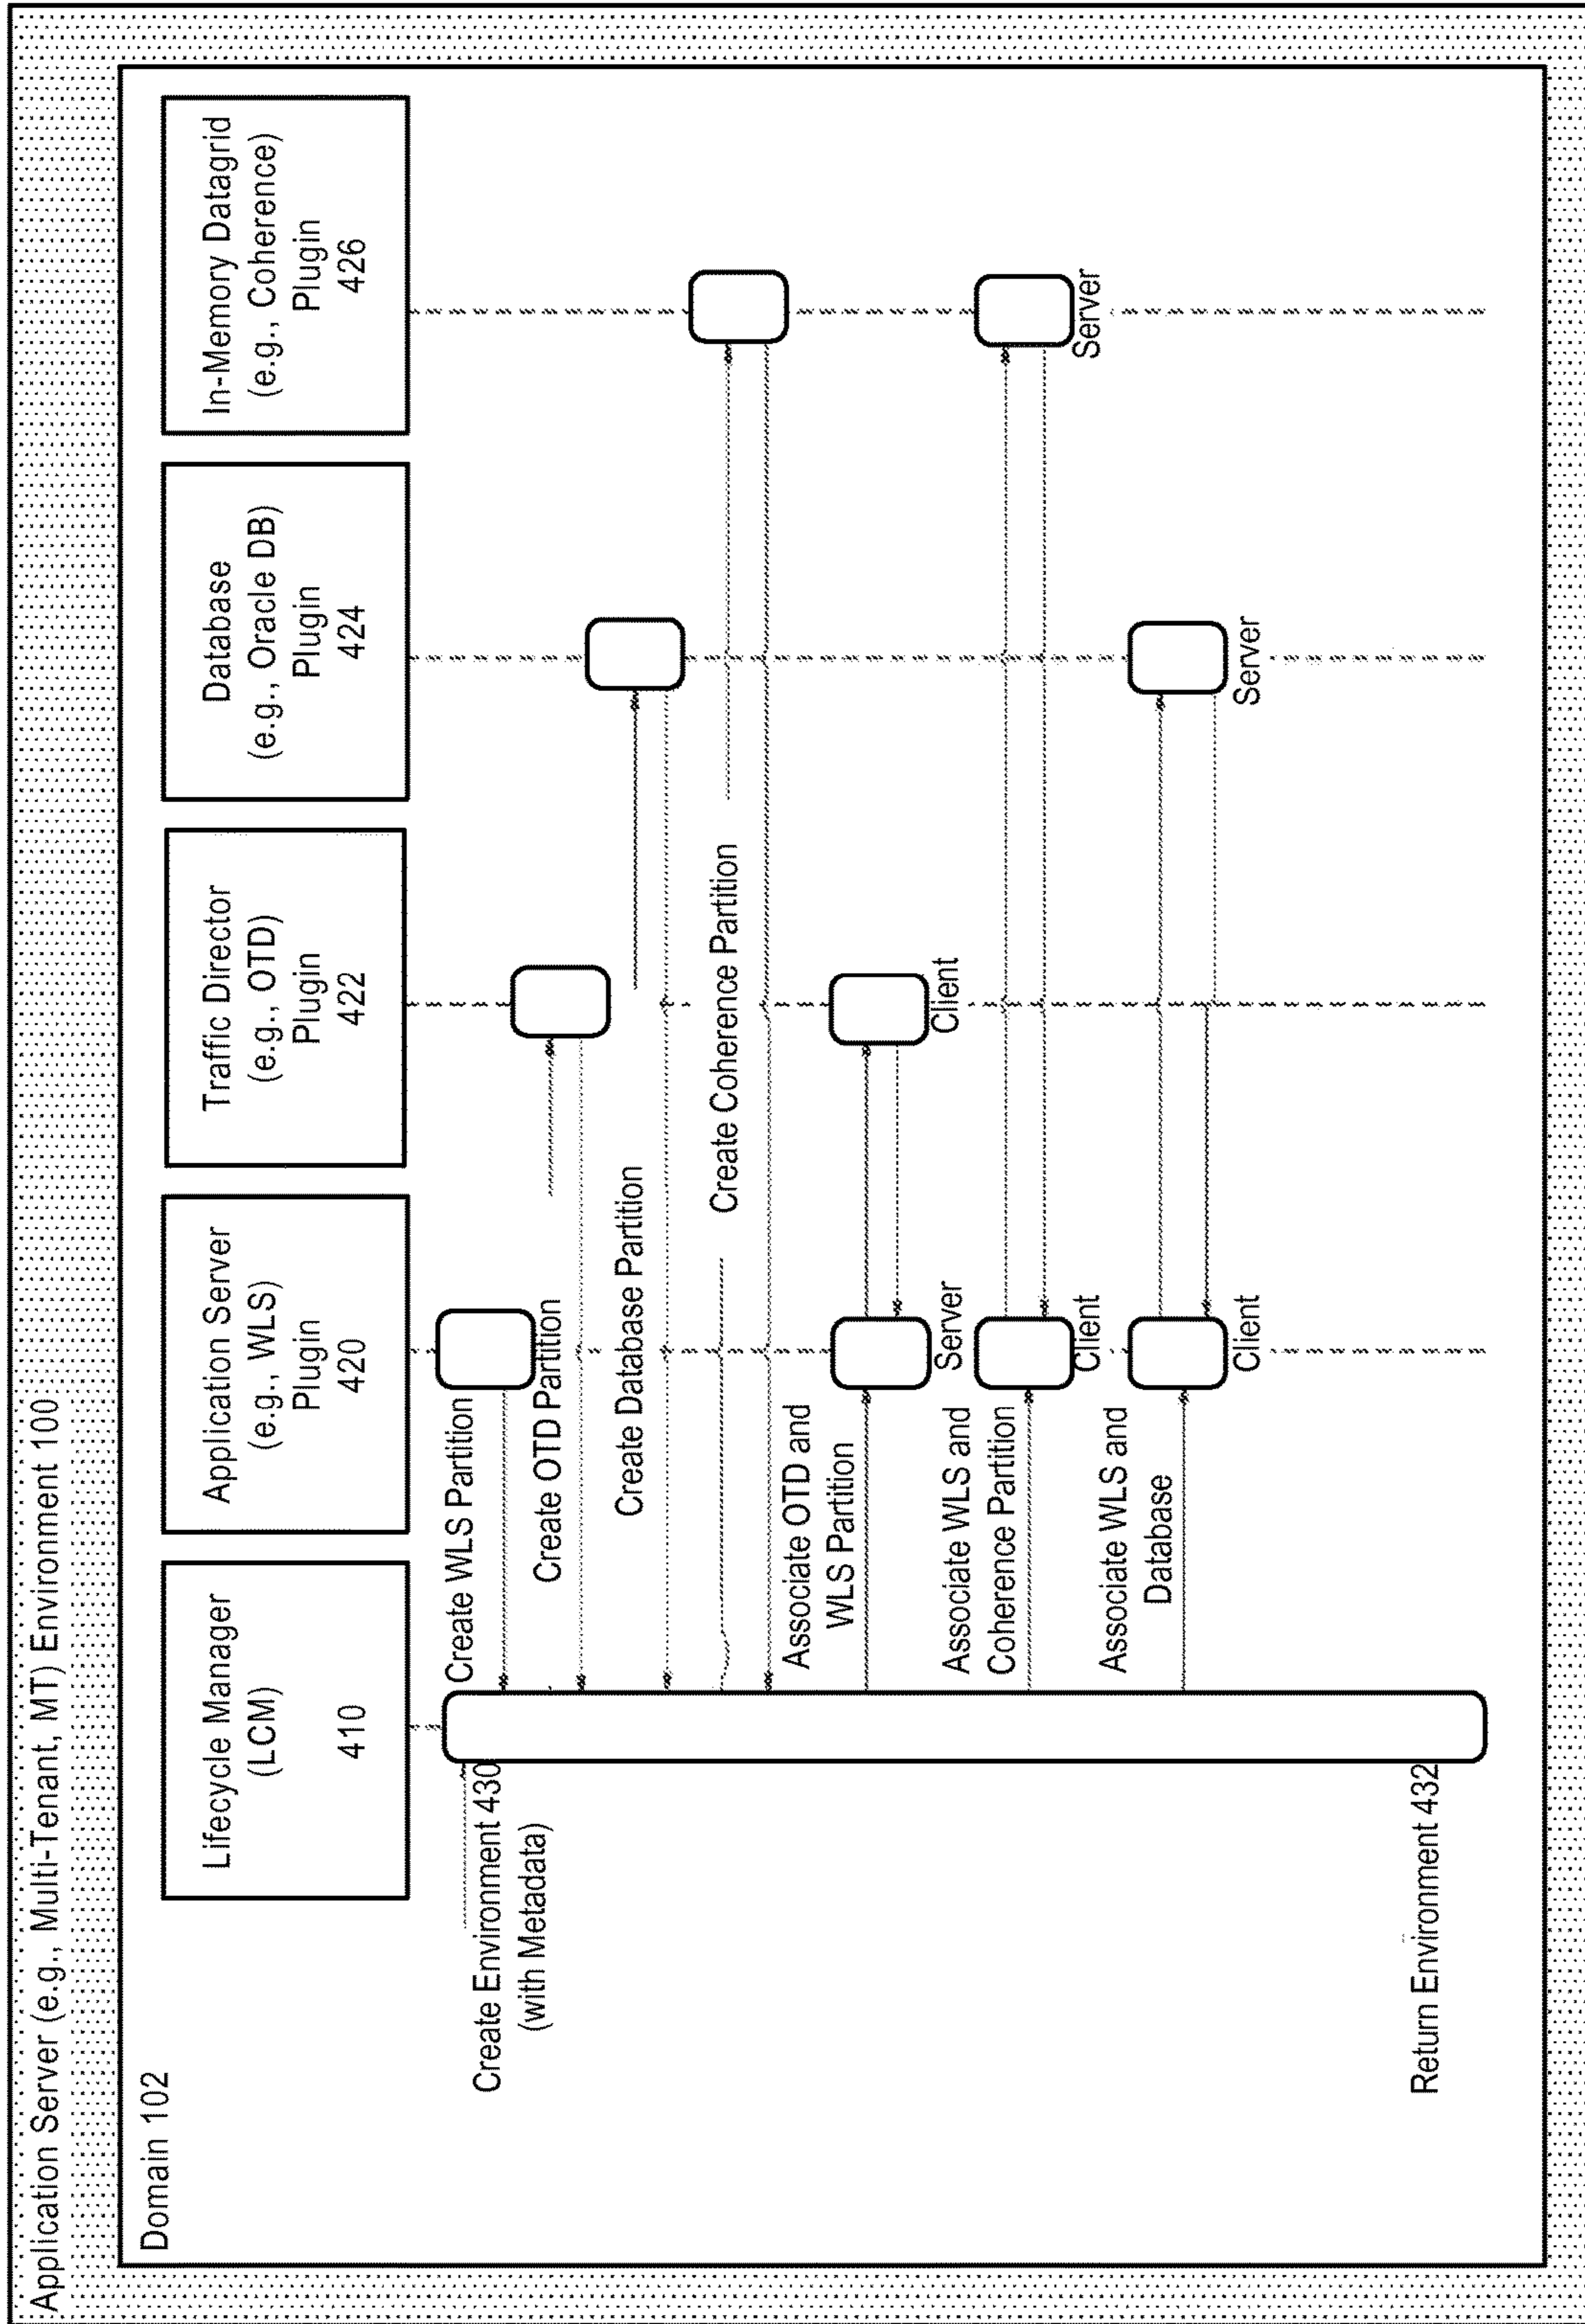 Application Server (e.g., Multi-Tenant, MT) Environment 100
Domain 102
Lifecycle Manager
(LCM)
410
Application Server
(e.g., WLS)
Plugin
420
Traffic Director
(e.g., OTD)
Plugin
422
Database
(e.g., Oracle DB)
Plugin
424
In-Memory Datagrid
(e.g., Coherence)
Plugin
426
Create Environment 430
(with Metadata)
Create WLS Partition
Create OTD Partition
Create Database Partition
Create Coherence Partition
Associate OTD and
WLS Partition
Server
Client
Associate WLS and
Coherence Partition
Client
Server
Associate WLS and
Database
Client
Server
Return Environment 432